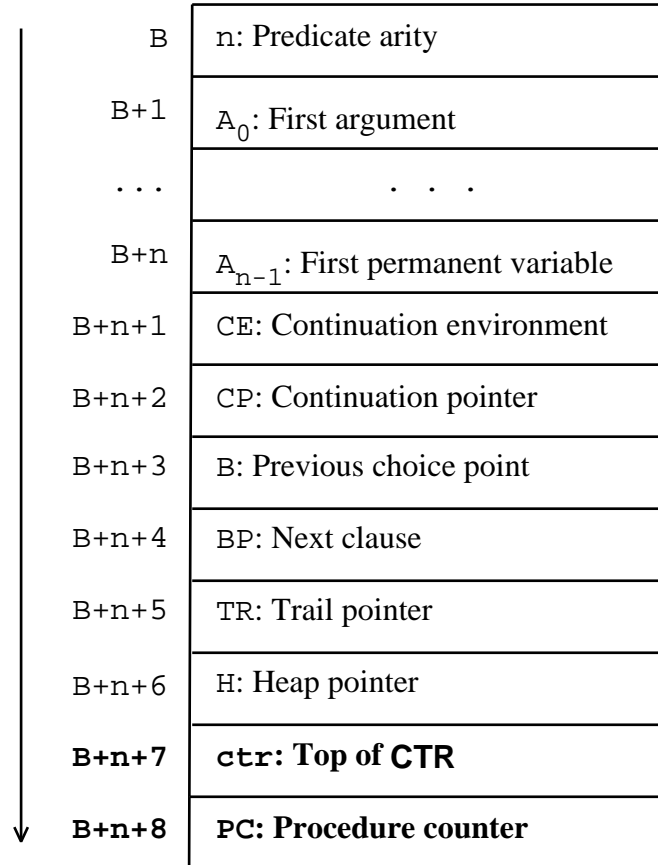 B n: Predicate arity
B+1 A0: First argument
... . . .
B+n An-1: First permanent variable
B+n+1 CE: Continuation environment
B+n+2 CP: Continuation pointer
B+n+3 B: Previous choice point
B+n+4 BP: Next clause
B+n+5 TR: Trail pointer
B+n+6 H: Heap pointer
B+n+7 ctr: Top of CTR
B+n+8 PC: Procedure counter